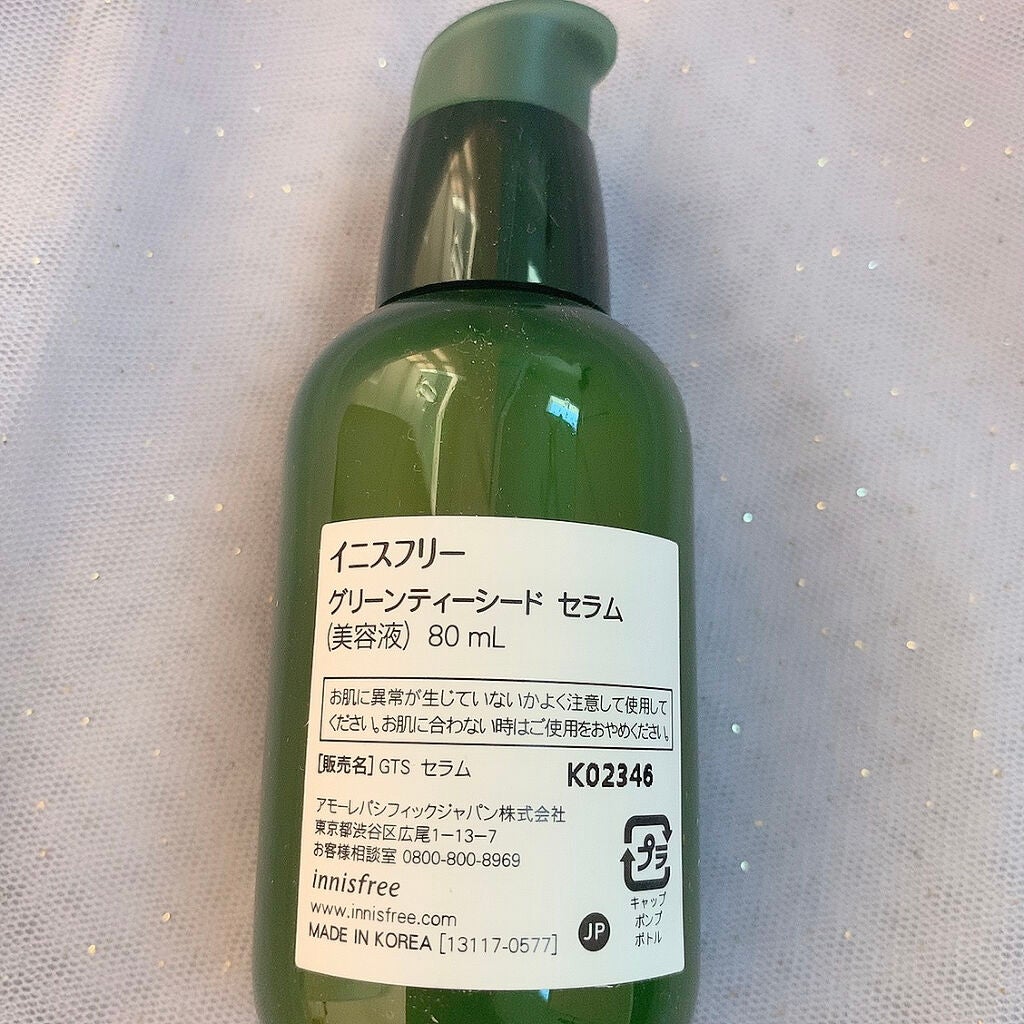 イニスフリー
グリーンティーシード セラム
(美容液) 80 mL
お肌に異常が生じていないかよく注意して使用して
ください。お肌に合わない時はご使用をおやめください。
[販売名] GTS セラム
K02346
アモーレパシフィックジャパン株式会社
東京都渋谷区広尾1-13-7
お客様相談室 0800-800-8969
innisfree
www.innisfree.com
MADE IN KOREA [13117-0577]
JP
プラ
キャップ
ポンプ
ボトル